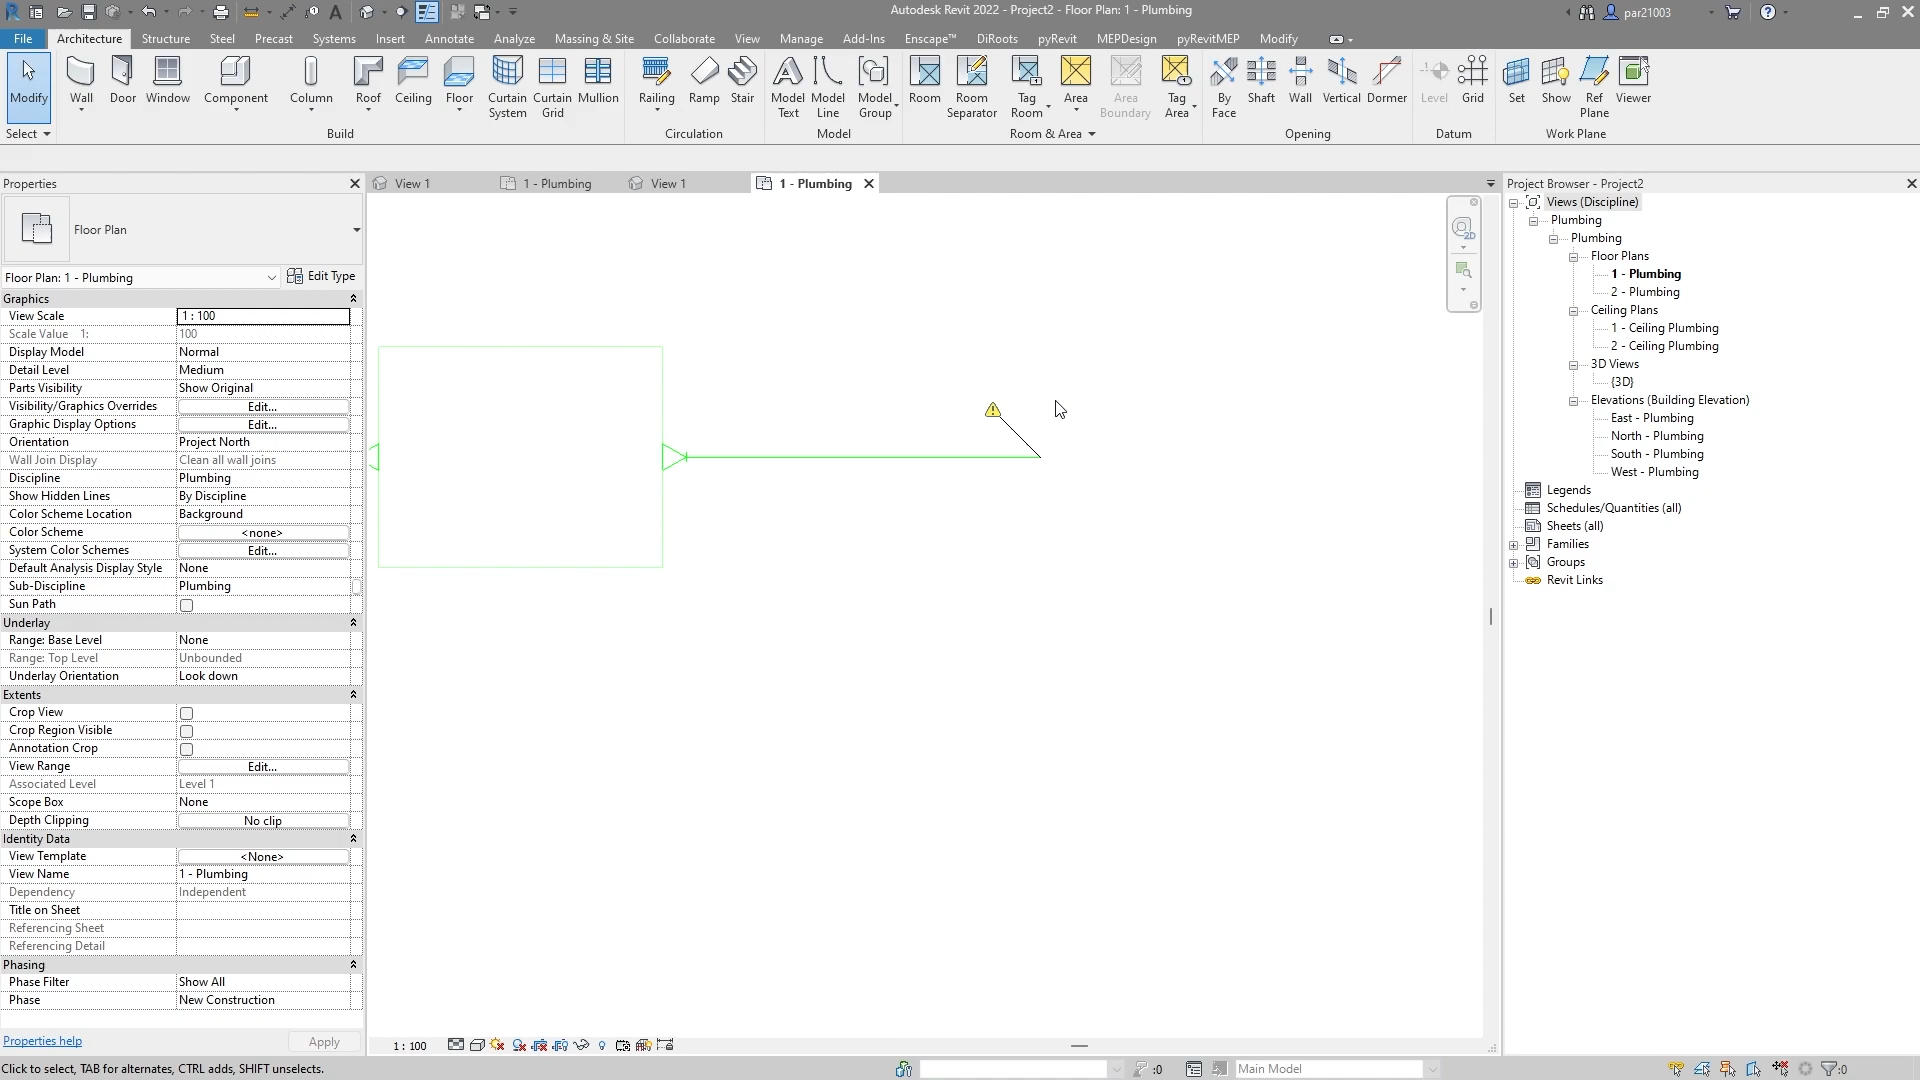 Autodesk Revit 2022 - Project2 - Floor Plan: 1 - Plumbing
par21003
File
Architecture
Structure
Steel
Precast
Systems
Insert
Annotate
Analyze
Massing & Site
Collaborate
View
Manage
Add-Ins
Enscape™
DiRoots
pyRevit
MEPDesign
pyRevitMEP
Modify
Modify
Wall
Door
Window
Component
Column
Roof
Ceiling
Floor
Curtain System
Curtain Grid
Mullion
Railing
Ramp
Stair
Model Text
Model Line
Model Group
Room
Room Separator
Tag Room
Area
Area Boundary
Tag Area
By Face
Shaft
Wall
Vertical
Dormer
Level
Grid
Set
Show
Ref Plane
Viewer
Select
Build
Circulation
Model
Room & Area
Opening
Datum
Work Plane
Properties
View 1
1 - Plumbing
View 1
1 - Plumbing
Project Browser - Project2
Floor Plan
Floor Plan: 1 - Plumbing
Edit Type
Graphics
View Scale 1 : 100
Scale Value 1: 100
Display Model Normal
Detail Level Medium
Parts Visibility Show Original
Visibility/Graphics Overrides Edit...
Graphic Display Options Edit...
Orientation Project North
Wall Join Display Clean all wall joins
Discipline Plumbing
Show Hidden Lines By Discipline
Color Scheme Location Background
Color Scheme <none>
System Color Schemes Edit...
Default Analysis Display Style None
Sub-Discipline Plumbing
Sun Path
Underlay
Range: Base Level None
Range: Top Level Unbounded
Underlay Orientation Look down
Extents
Crop View
Crop Region Visible
Annotation Crop
View Range Edit...
Associated Level Level 1
Scope Box None
Depth Clipping No clip
Identity Data
View Template <None>
View Name 1 - Plumbing
Dependency Independent
Title on Sheet
Referencing Sheet
Referencing Detail
Phasing
Phase Filter Show All
Phase New Construction
Properties help
Apply
2D
Views (Discipline)
Plumbing
Plumbing
Floor Plans
1 - Plumbing
2 - Plumbing
Ceiling Plans
1 - Ceiling Plumbing
2 - Ceiling Plumbing
3D Views
{3D}
Elevations (Building Elevation)
East - Plumbing
North - Plumbing
South - Plumbing
West - Plumbing
Legends
Schedules/Quantities (all)
Sheets (all)
Families
Groups
Revit Links
1 : 100
Click to select, TAB for alternates, CTRL adds, SHIFT unselects.
:0
Main Model
:0